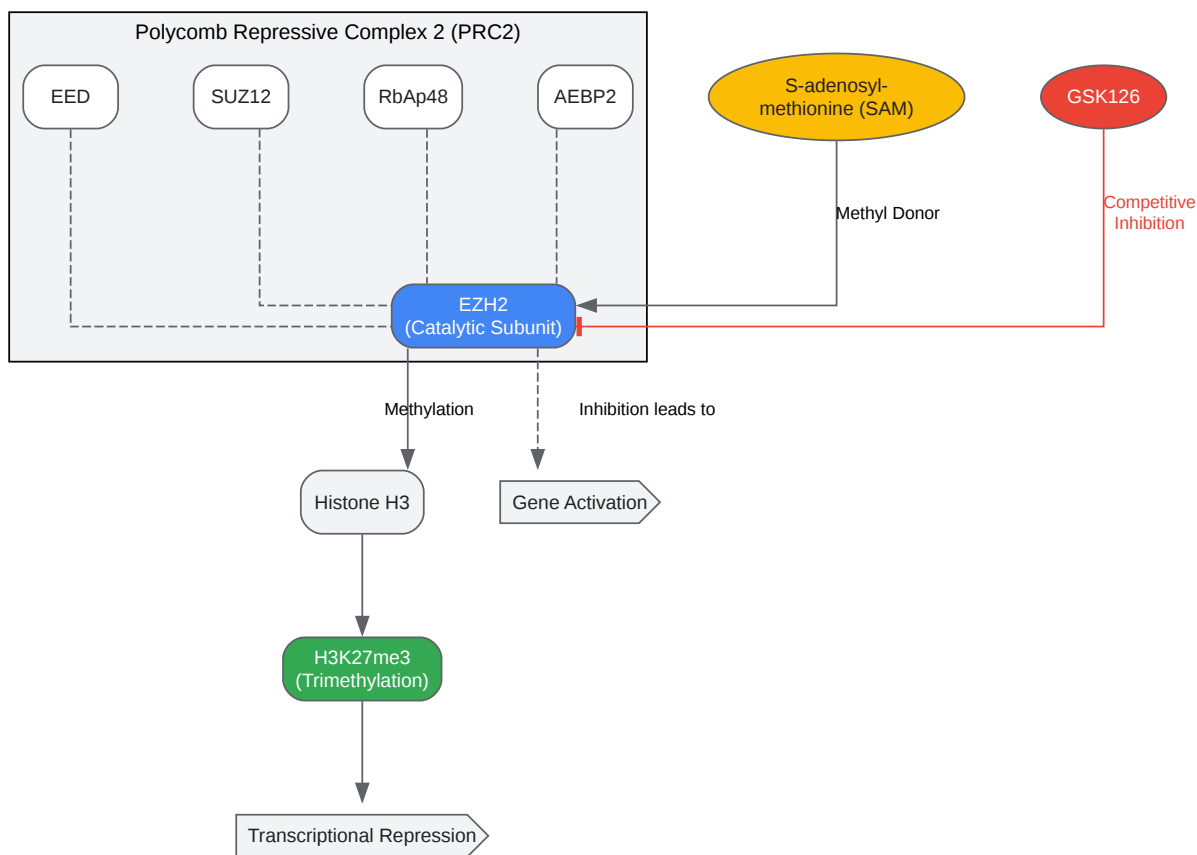 Polycomb Repressive Complex 2 (PRC2)
EED
SUZ12
RbAp48
AEBP2
S-adenosyl-
methionine (SAM)
GSK126
Methyl Donor
Competitive
Inhibition
EZH2
(Catalytic Subunit)
Methylation
Inhibition leads to
Histone H3
Gene Activation
H3K27me3
(Trimethylation)
Transcriptional Repression